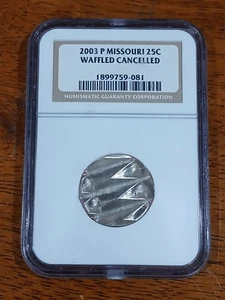 2003 P MISSOURI 25C
WAFFLED CANCELLED
1899759-081
NUMISMATIC GUARANTY CORPORATION